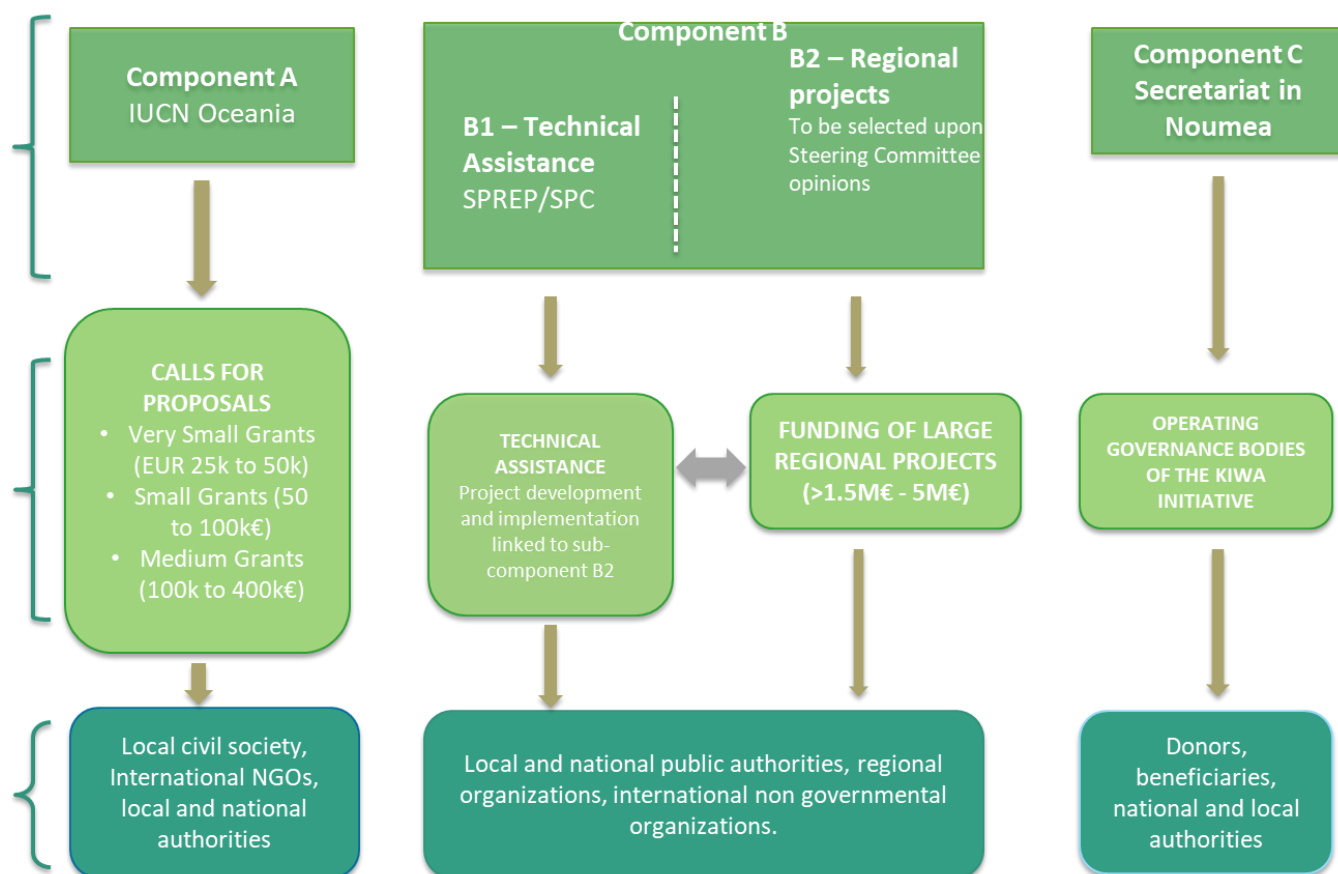 Component A
IUCN Oceania
Component B
B1 – Technical
Assistance
SPREP/SPC
B2 – Regional
projects
To be selected upon
Steering Committee
opinions
Component C
Secretariat in
Noumea
CALLS FOR
PROPOSALS
• Very Small Grants
(EUR 25k to 50k)
• Small Grants (50
to 100k€)
• Medium Grants
(100k to 400k€)
TECHNICAL
ASSISTANCE
Project development
and implementation
linked to sub-
component B2
FUNDING OF LARGE
REGIONAL PROJECTS
(>1.5M€ - 5M€)
OPERATING
GOVERNANCE BODIES
OF THE KIWA
INITIATIVE
Local civil society,
International NGOs,
local and national
authorities
Local and national public authorities, regional
organizations, international non governmental
organizations.
Donors,
beneficiaries,
national and local
authorities